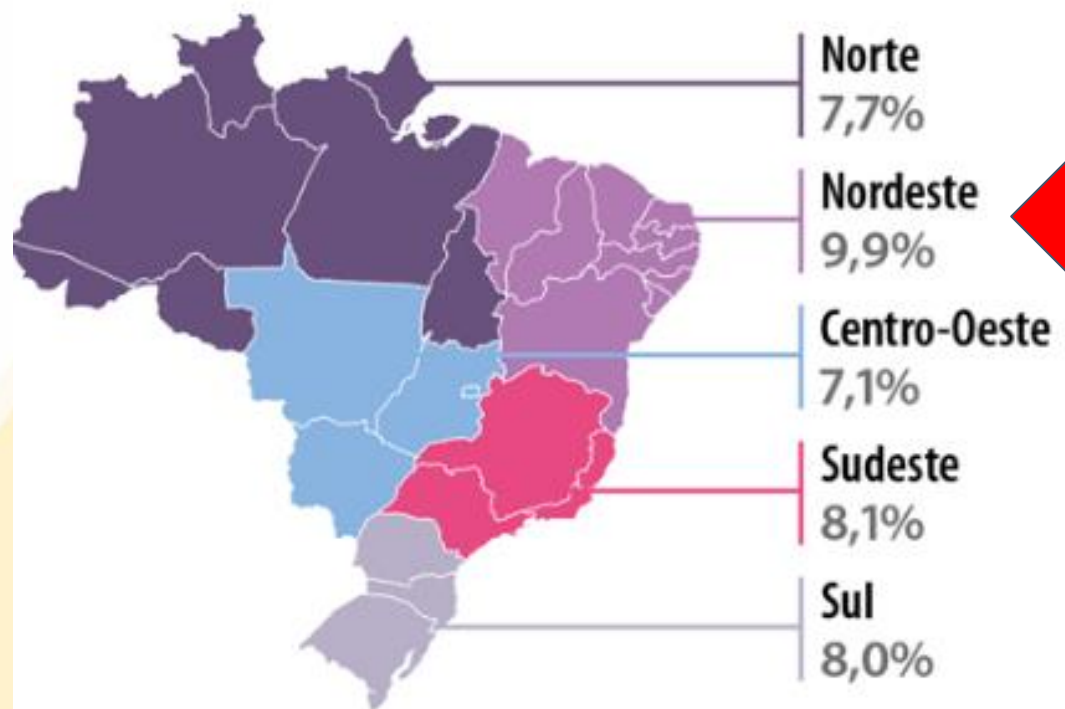 Norte
7,7%
Nordeste
9,9%
Centro-Oeste
7,1%
Sudeste
8,1%
Sul
8,0%